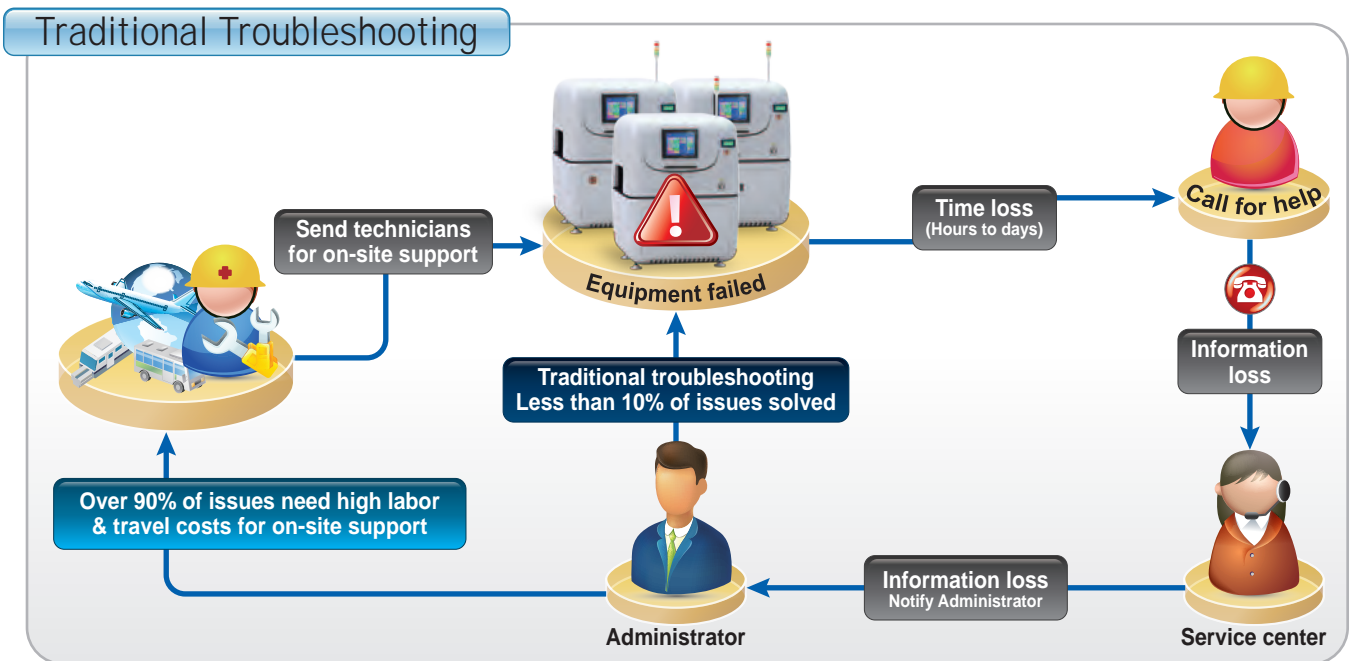 Traditional Troubleshooting
Send technicians
for on-site support
Equipment failed
Time loss
(Hours to days)
Call for help
Information
loss
Traditional troubleshooting
Less than 10% of issues solved
Over 90% of issues need high labor
& travel costs for on-site support
Information loss
Notify Administrator
Administrator
Service center